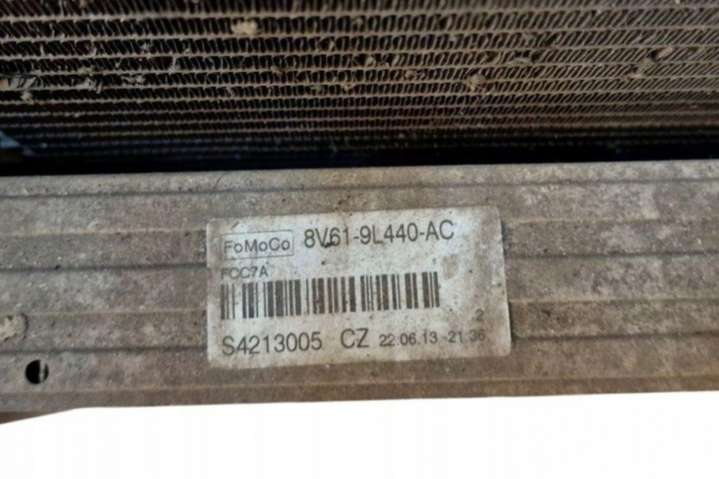 FoMoCo 8V61-9L440-AC
FCC7A
2
S4213005 CZ 22.06.13-21:36